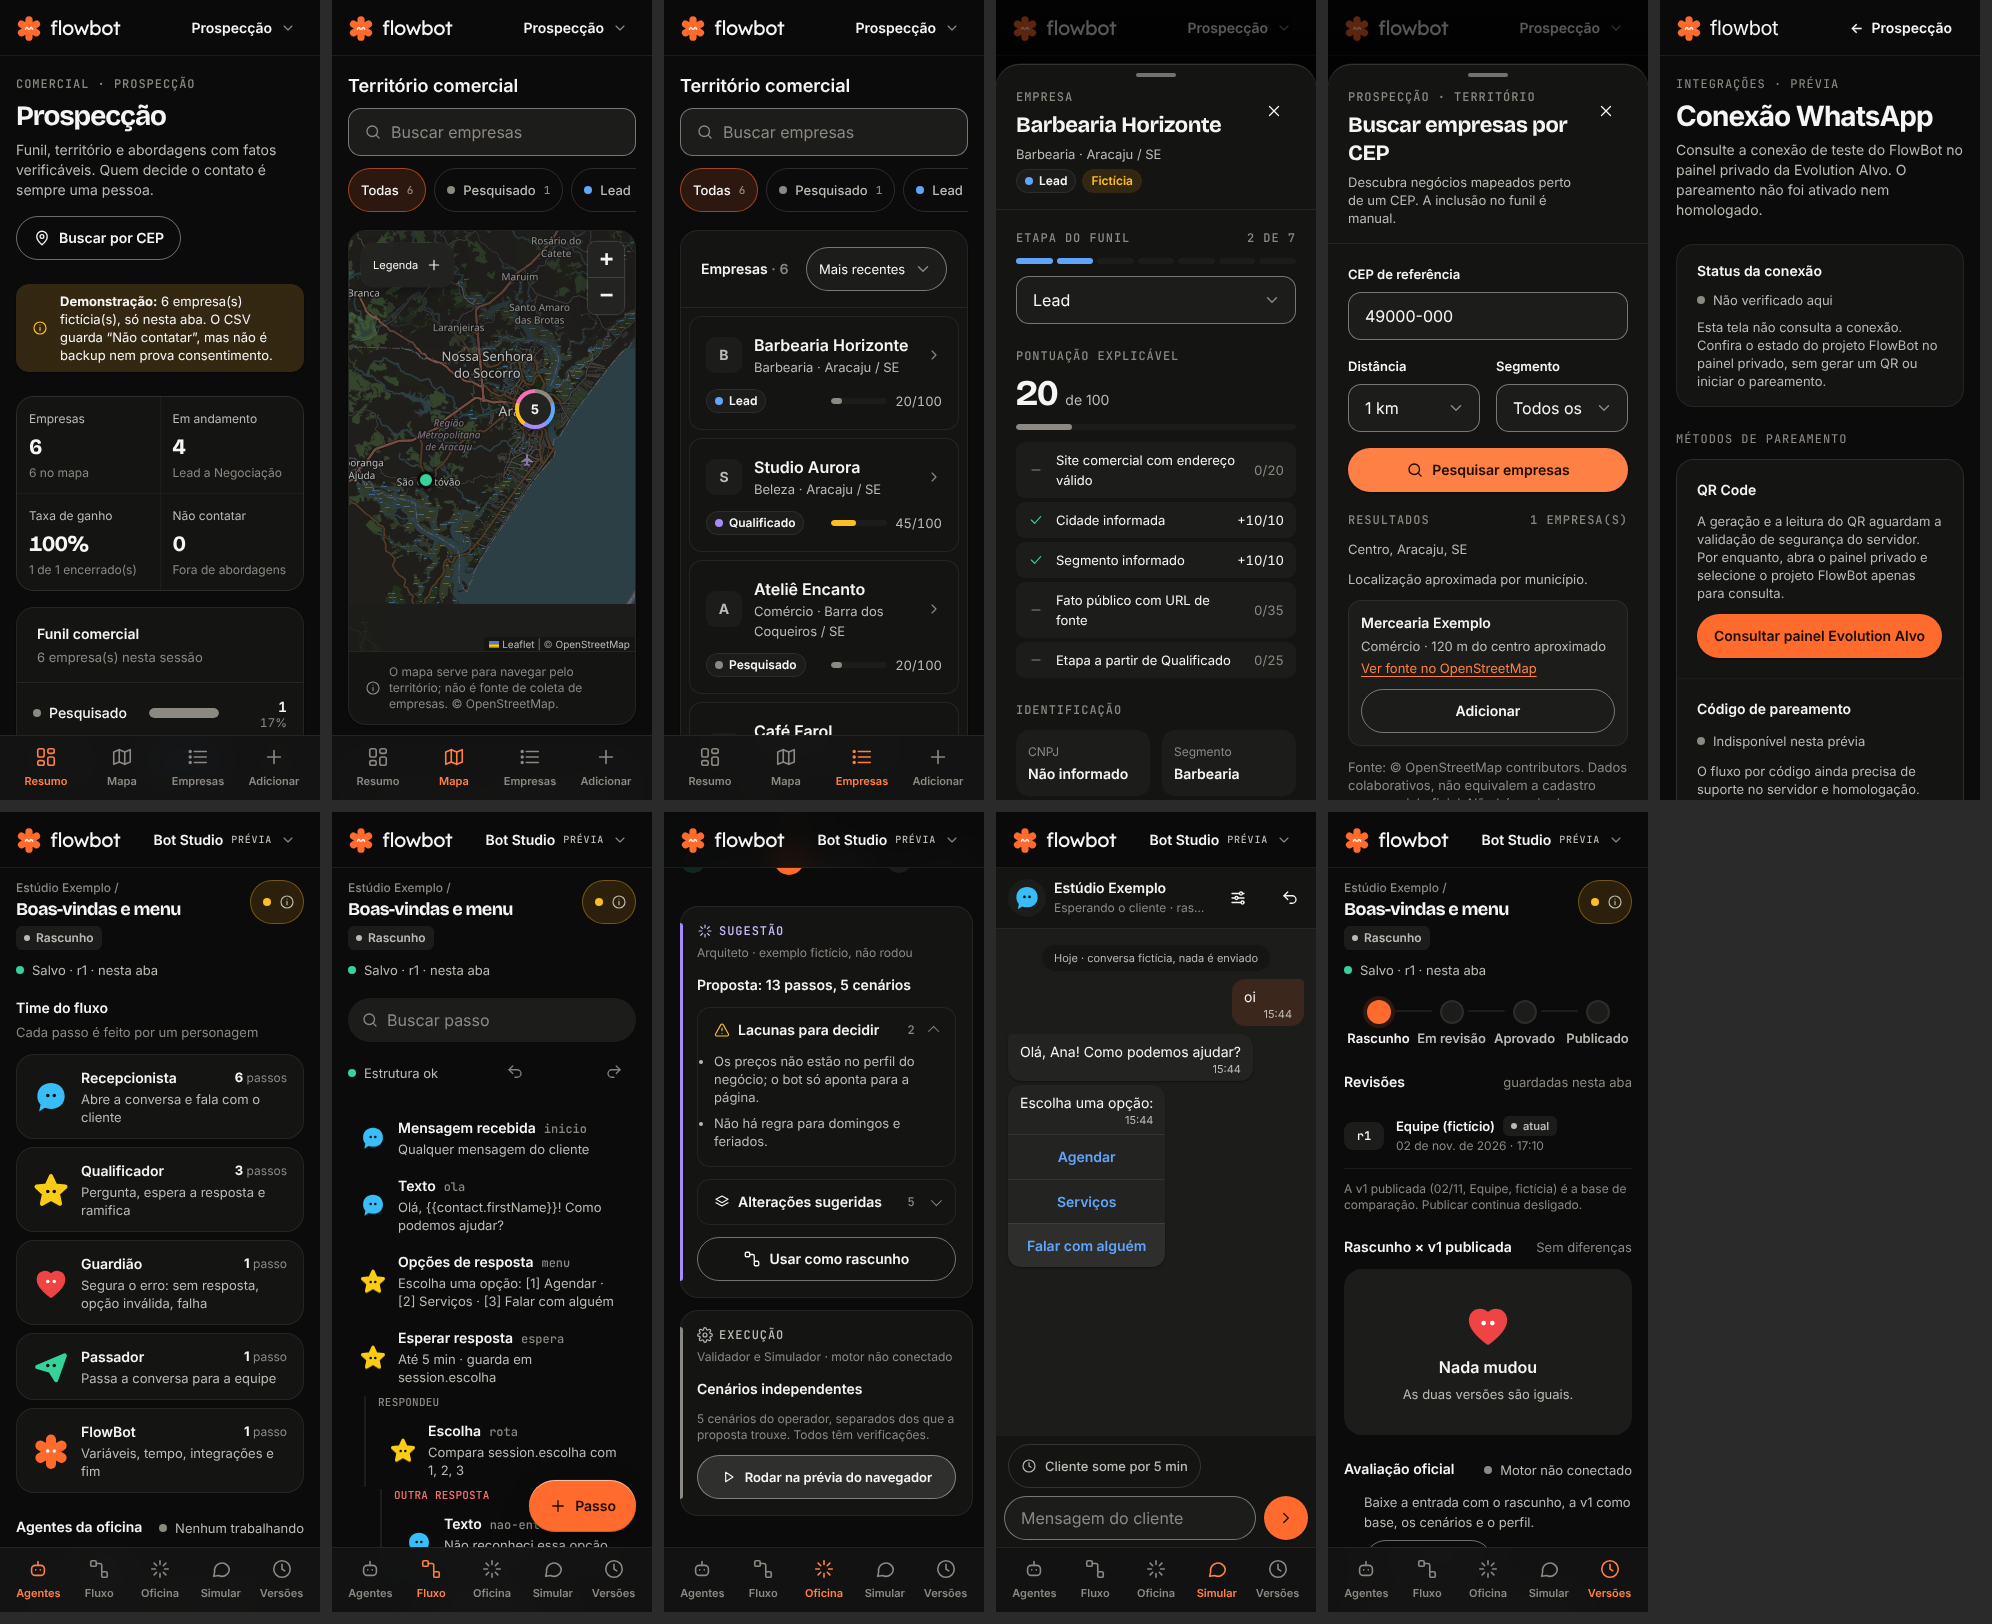 flowbot
Prospecção
COMERCIAL · PROSPECÇÃO
Prospecção
Funil, território e abordagens com fatos
verificáveis. Quem decide o contato é
sempre uma pessoa.
Buscar por CEP
Demonstração: 6 empresa(s)
fictícia(s), só nesta aba. O CSV
guarda “Não contatar”, mas não é
backup nem prova consentimento.
Empresas
6
6 no mapa
Em andamento
4
Lead a Negociação
Taxa de ganho
100%
1 de 1 encerrado(s)
Não contatar
0
Fora de abordagens
Funil comercial
6 empresa(s) nesta sessão
Pesquisado
1
17%
Resumo
Mapa
Empresas
Adicionar
flowbot
Prospecção
Território comercial
Buscar empresas
Todas 6
Pesquisado 1
Lead
Legenda +
Rosário do
Catete
Maruim
Branca
Santo Amaro
das Brotas
Laranjeiras
Nossa Senhora
do Socorro
5
Região
Metropolitana
de Aracaju
Ajuda
Leaflet | © OpenStreetMap
O mapa serve para navegar pelo
território; não é fonte de coleta de
empresas. © OpenStreetMap.
Resumo
Mapa
Empresas
Adicionar
flowbot
Prospecção
Território comercial
Buscar empresas
Todas 6
Pesquisado 1
Lead
Empresas · 6
Mais recentes
B
Barbearia Horizonte
Barbearia · Aracaju / SE
Lead
20/100
S
Studio Aurora
Beleza · Aracaju / SE
Qualificado
45/100
A
Ateliê Encanto
Comércio · Barra dos
Coqueiros / SE
Pesquisado
20/100
Café Farol
Resumo
Mapa
Empresas
Adicionar
flowbot
Prospecção
EMPRESA
Barbearia Horizonte
Barbearia · Aracaju / SE
Lead
Fictícia
ETAPA DO FUNIL
2 DE 7
Lead
PONTUAÇÃO EXPLICÁVEL
20 de 100
Site comercial com endereço
válido
0/20
Cidade informada
+10/10
Segmento informado
+10/10
Fato público com URL de
fonte
0/35
Etapa a partir de Qualificado
0/25
IDENTIFICAÇÃO
CNPJ
Não informado
Segmento
Barbearia
flowbot
Prospecção
PROSPECÇÃO · TERRITÓRIO
Buscar empresas por
CEP
Descubra negócios mapeados perto
de um CEP. A inclusão no funil é
manual.
CEP de referência
49000-000
Distância
1 km
Segmento
Todos os
Pesquisar empresas
RESULTADOS
1 EMPRESA(S)
Centro, Aracaju, SE
Localização aproximada por município.
Mercearia Exemplo
Comércio · 120 m do centro aproximado
Ver fonte no OpenStreetMap
Adicionar
Fonte: © OpenStreetMap contributors. Dados
colaborativos, não equivalem a cadastro
flowbot
← Prospecção
INTEGRAÇÕES · PRÉVIA
Conexão WhatsApp
Consulte a conexão de teste do FlowBot no
painel privado da Evolution Alvo. O
pareamento não foi ativado nem
homologado.
Status da conexão
Não verificado aqui
Esta tela não consulta a conexão.
Confira o estado do projeto FlowBot no
painel privado, sem gerar um QR ou
iniciar o pareamento.
MÉTODOS DE PAREAMENTO
QR Code
A geração e a leitura do QR aguardam a
validação de segurança do servidor.
Por enquanto, abra o painel privado e
selecione o projeto FlowBot apenas
para consulta.
Consultar painel Evolution Alvo
Código de pareamento
Indisponível nesta prévia
O fluxo por código ainda precisa de
suporte no servidor e homologação.
flowbot
Bot Studio PRÉVIA
Estúdio Exemplo /
Boas-vindas e menu
Rascunho
Salvo · r1 · nesta aba
Time do fluxo
Cada passo é feito por um personagem
Recepcionista
6 passos
Abre a conversa e fala com o
cliente
Qualificador
3 passos
Pergunta, espera a resposta e
ramifica
Guardião
1 passo
Segura o erro: sem resposta,
opção inválida, falha
Passador
1 passo
Passa a conversa para a equipe
FlowBot
1 passo
Variáveis, tempo, integrações e
fim
Agentes da oficina
Nenhum trabalhando
Agentes
Fluxo
Oficina
Simular
Versões
flowbot
Bot Studio PRÉVIA
Estúdio Exemplo /
Boas-vindas e menu
Rascunho
Salvo · r1 · nesta aba
Buscar passo
Estrutura ok
Mensagem recebida inicio
Qualquer mensagem do cliente
Texto ola
Olá, {{contact.firstName}}! Como
podemos ajudar?
Opções de resposta menu
Escolha uma opção: [1] Agendar ·
[2] Serviços · [3] Falar com alguém
Esperar resposta espera
Até 5 min · guarda em
session.escolha
RESPONDEU
Escolha rota
Compara session.escolha com
1, 2, 3
OUTRA RESPOSTA
+ Passo
Texto
Não reconheci essa opção
Agentes
Fluxo
Oficina
Simular
Versões
flowbot
Bot Studio PRÉVIA
SUGESTÃO
Arquiteto · exemplo fictício, não rodou
Proposta: 13 passos, 5 cenários
Lacunas para decidir 2
• Os preços não estão no perfil do
negócio; o bot só aponta para a
página.
• Não há regra para domingos e
feriados.
Alterações sugeridas 5
Usar como rascunho
EXECUÇÃO
Validador e Simulador · motor não conectado
Cenários independentes
5 cenários do operador, separados dos que a
proposta trouxe. Todos têm verificações.
Rodar na prévia do navegador
Agentes
Fluxo
Oficina
Simular
Versões
flowbot
Bot Studio PRÉVIA
Estúdio Exemplo
Esperando o cliente · ras...
Hoje · conversa fictícia, nada é enviado
oi
15:44
Olá, Ana! Como podemos ajudar?
15:44
Escolha uma opção:
15:44
Agendar
Serviços
Falar com alguém
Cliente some por 5 min
Mensagem do cliente
Agentes
Fluxo
Oficina
Simular
Versões
flowbot
Bot Studio PRÉVIA
Estúdio Exemplo /
Boas-vindas e menu
Rascunho
Salvo · r1 · nesta aba
Rascunho
Em revisão
Aprovado
Publicado
Revisões
guardadas nesta aba
r1
Equipe (fictício)
atual
02 de nov. de 2026 · 17:10
A v1 publicada (02/11, Equipe, fictícia) é a base de
comparação. Publicar continua desligado.
Rascunho × v1 publicada
Sem diferenças
Nada mudou
As duas versões são iguais.
Avaliação oficial
Motor não conectado
Baixe a entrada com o rascunho, a v1 como
base, os cenários e o perfil.
Agentes
Fluxo
Oficina
Simular
Versões